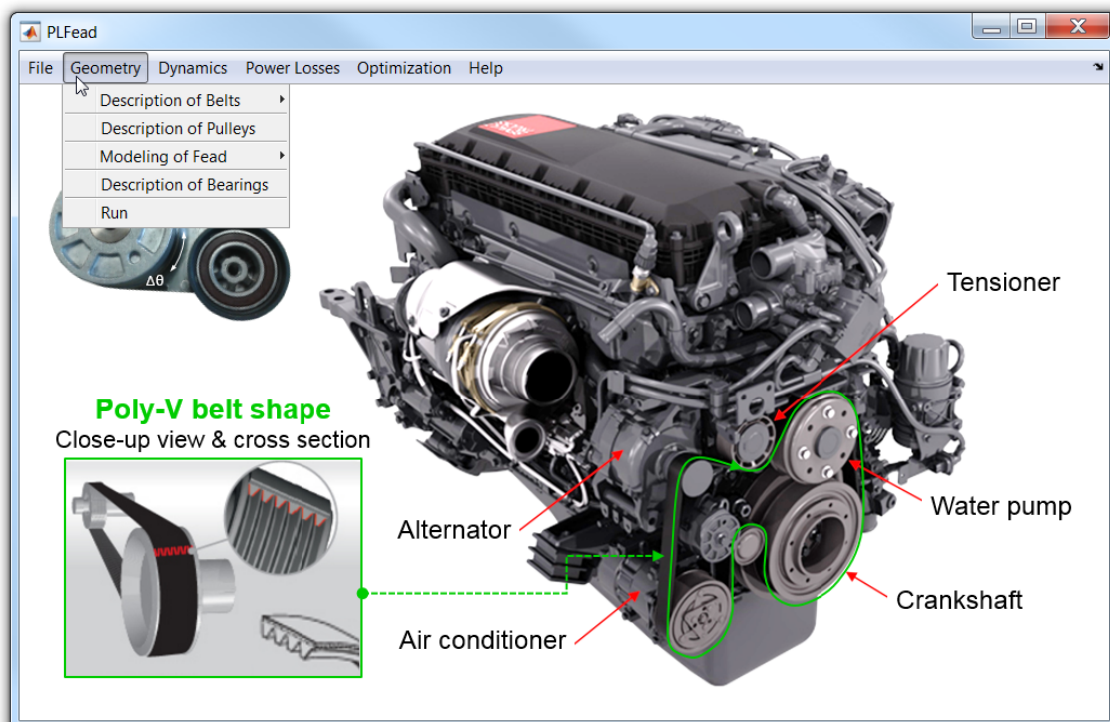 PLFead
File Geometry Dynamics Power Losses Optimization Help
Description of Belts
Description of Pulleys
Modeling of Fead
Description of Bearings
Run
Δθ
Tensioner
Poly-V belt shape
Close-up view & cross section
Alternator
Water pump
Crankshaft
Air conditioner